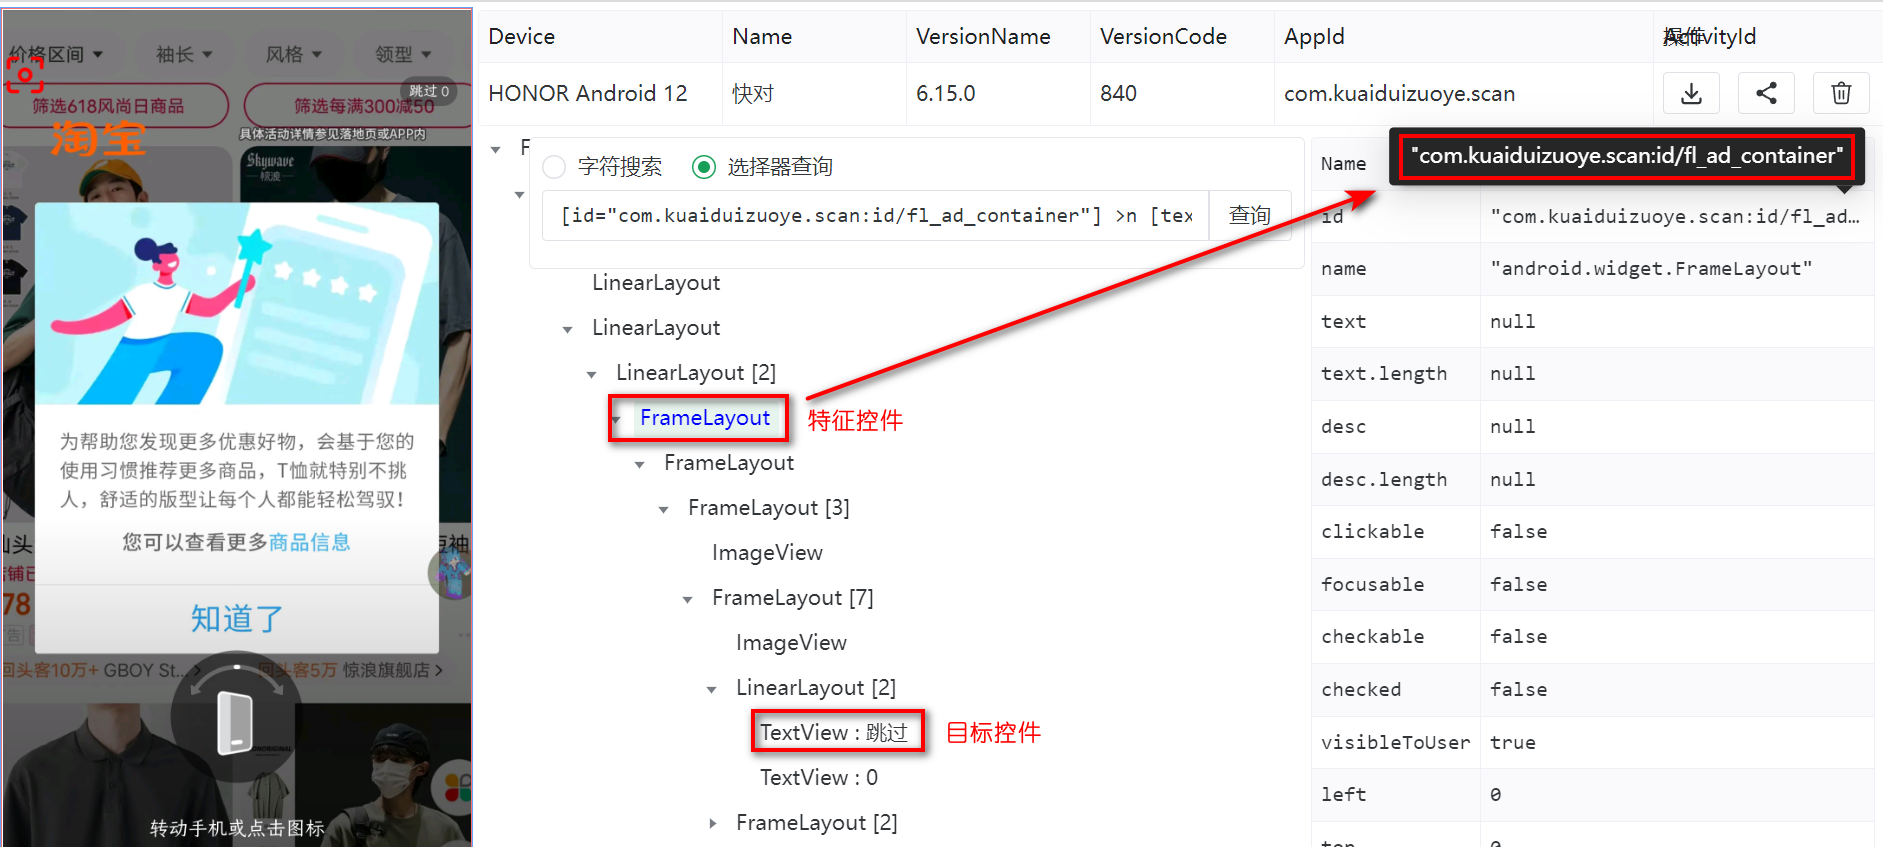 价格区间
袖长
风格
领型
跳过 0
筛选618风尚日商品
筛选每满300减50
淘宝
具体活动详情参见落地页或APP内
Skywave
惊浪
为帮助您发现更多优惠好物，会基于您的
使用习惯推荐更多商品，T恤就特别不挑
人，舒适的版型让每个人都能轻松驾驭！
您可以查看更多商品信息
知道了
短袖
78
回头客10万+ GBOY St... >
回头客5万 惊浪旗舰店 >
转动手机或点击图标
Device Name VersionName VersionCode AppId ActivityId 操作
HONOR Android 12 快对 6.15.0 840 com.kuaiduizuoye.scan
字符搜索 选择器查询
[id="com.kuaiduizuoye.scan:id/fl_ad_container"] >n [tex
查询
F
LinearLayout
LinearLayout
LinearLayout [2]
FrameLayout 特征控件
FrameLayout
FrameLayout [3]
ImageView
FrameLayout [7]
ImageView
LinearLayout [2]
TextView : 跳过 目标控件
TextView : 0
FrameLayout [2]
"com.kuaiduizuoye.scan:id/fl_ad_container"
Name
id "com.kuaiduizuoye.scan:id/fl_ad…
name "android.widget.FrameLayout"
text null
text.length null
desc null
desc.length null
clickable false
focusable false
checkable false
checked false
visibleToUser true
left 0
top 0